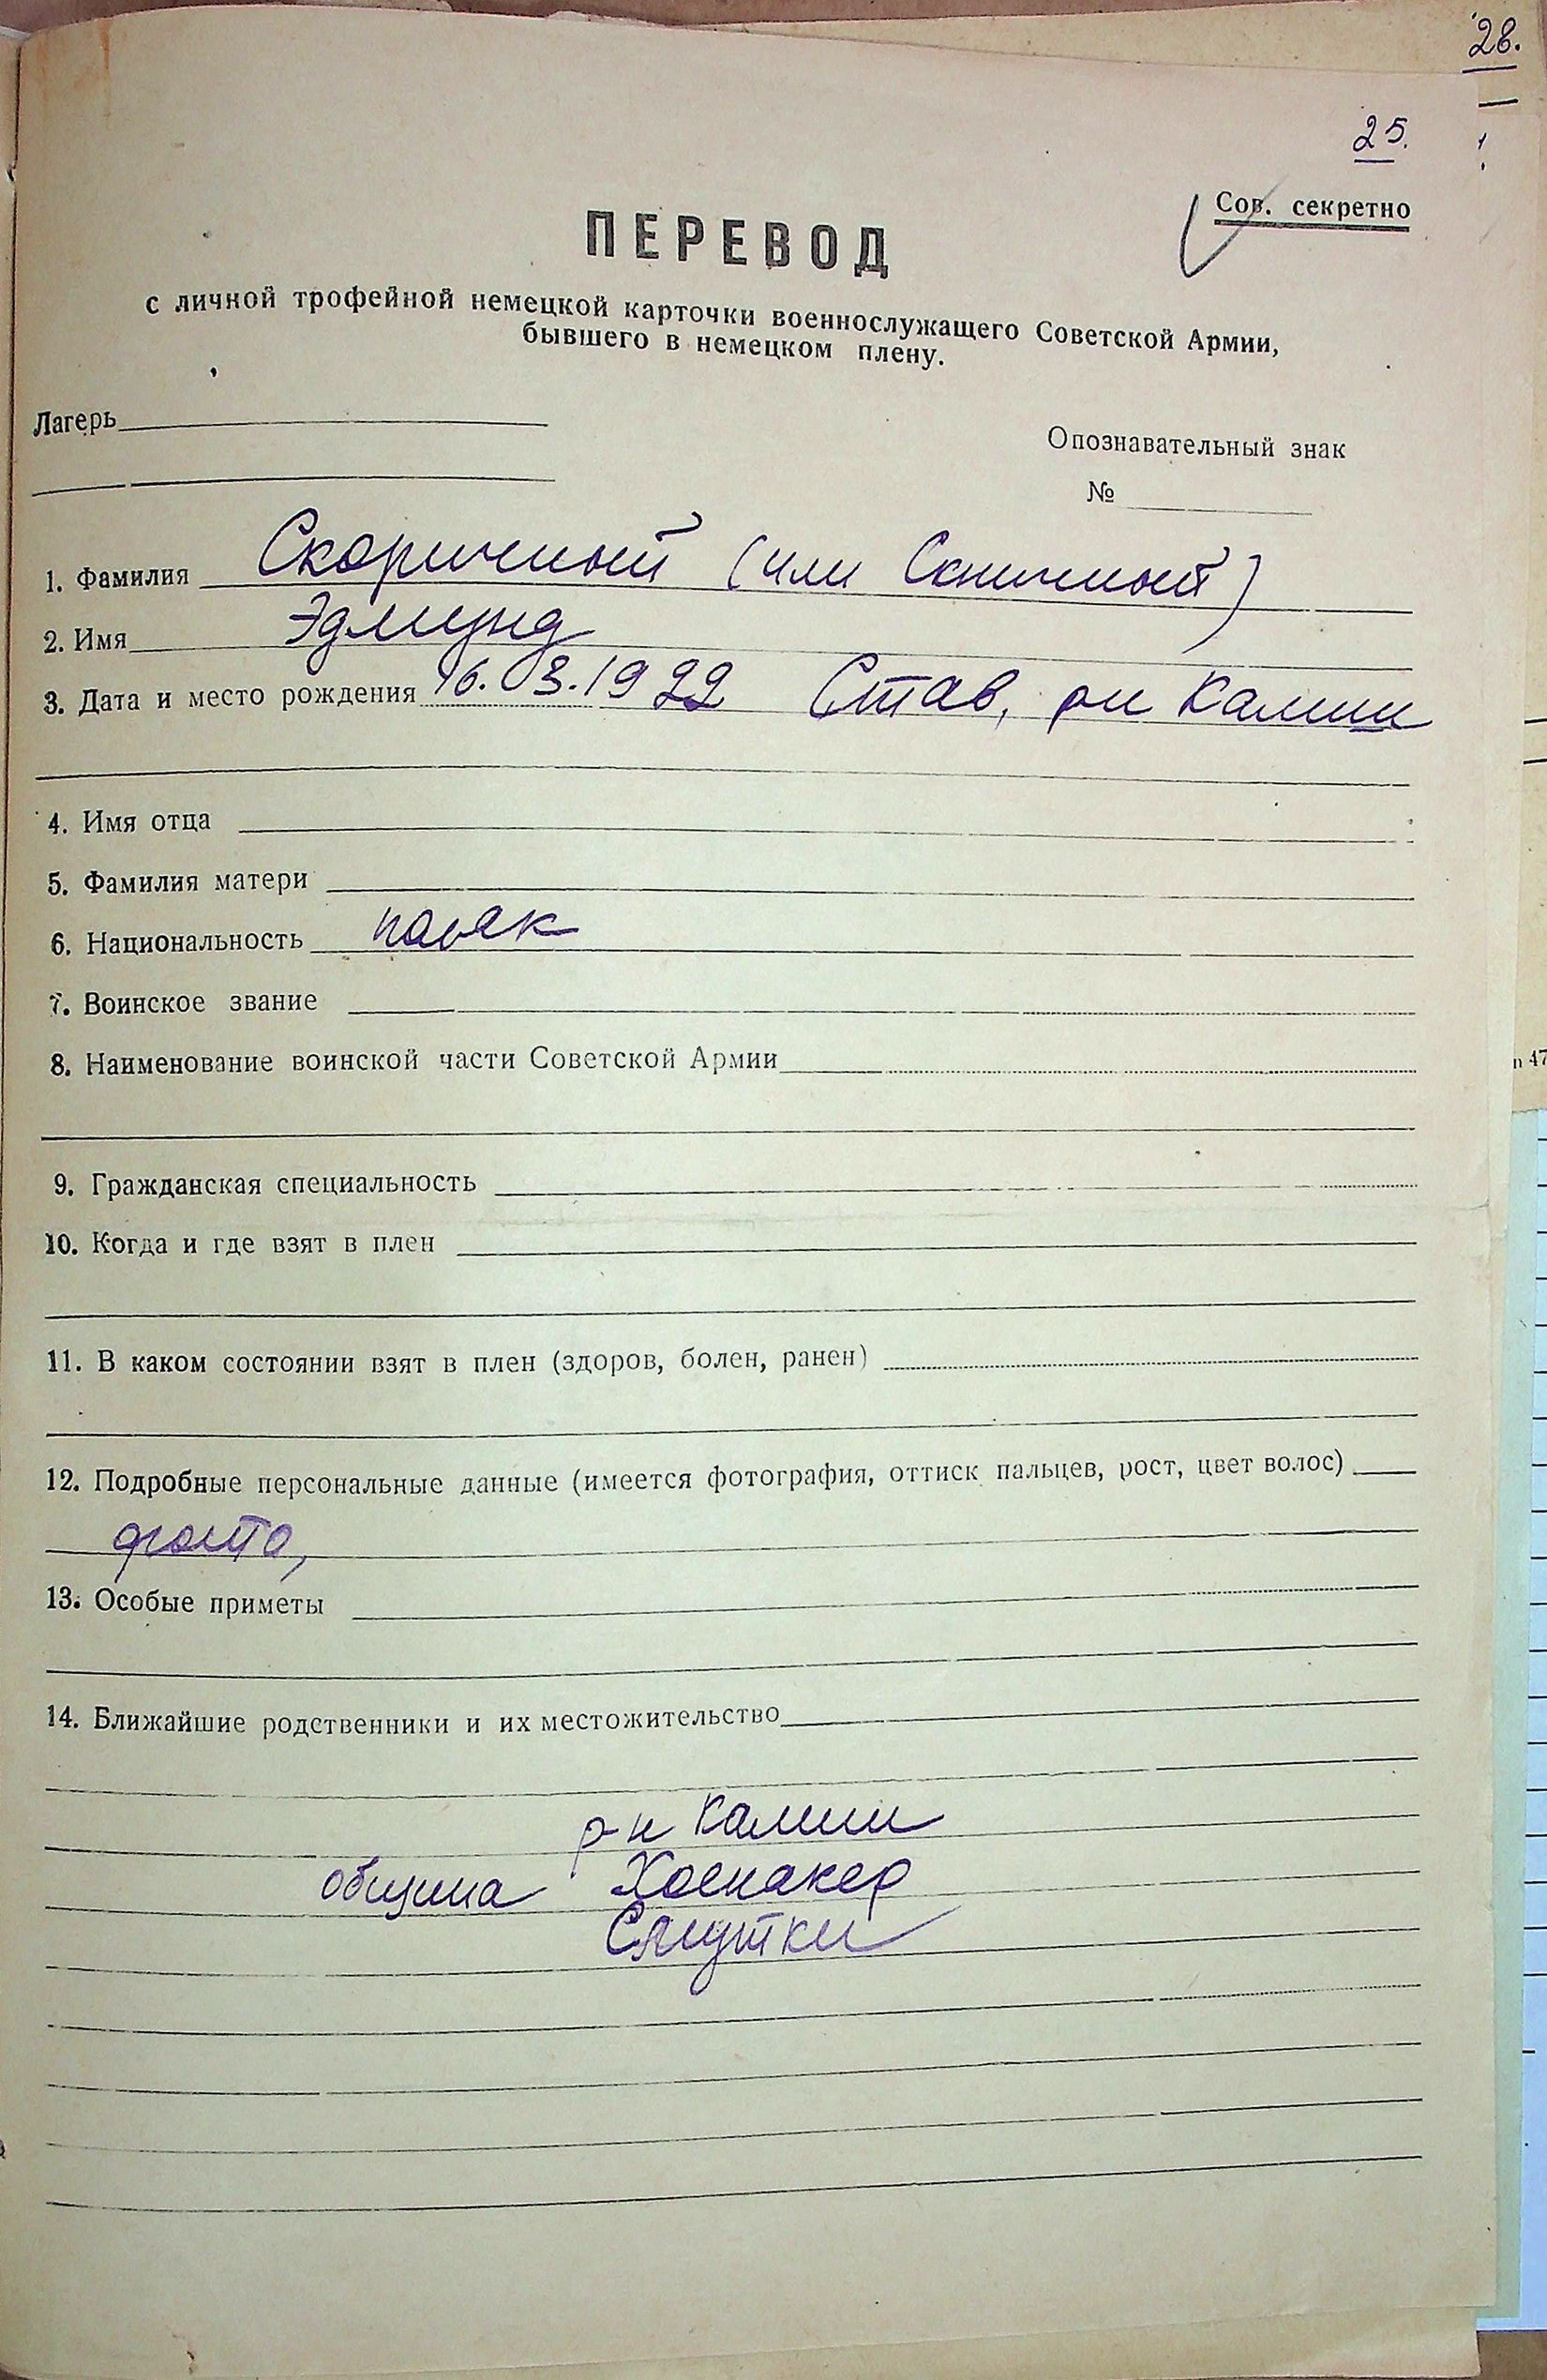 28.
25.
Сов. секретно
ПЕРЕВОД
с личной трофейной немецкой карточки военнослужащего Советской Армии,
бывшего в немецком плену.
Лагерь
Опознавательный знак
№
1. Фамилия Скоричный (или Скничный)
2. Имя Эдмунд
3. Дата и место рождения 16.03.1922 Став, рн Калиш
4. Имя отца
5. Фамилия матери
6. Национальность поляк
7. Воинское звание
8. Наименование воинской части Советской Армии
9. Гражданская специальность
10. Когда и где взят в плен
11. В каком состоянии взят в плен (здоров, болен, ранен)
12. Подробные персональные данные (имеется фотография, оттиск пальцев, рост, цвет волос)
фото,
13. Особые приметы
14. Ближайшие родственники и их местожительство
р-н Калиш
община Хоенакер
Смутки